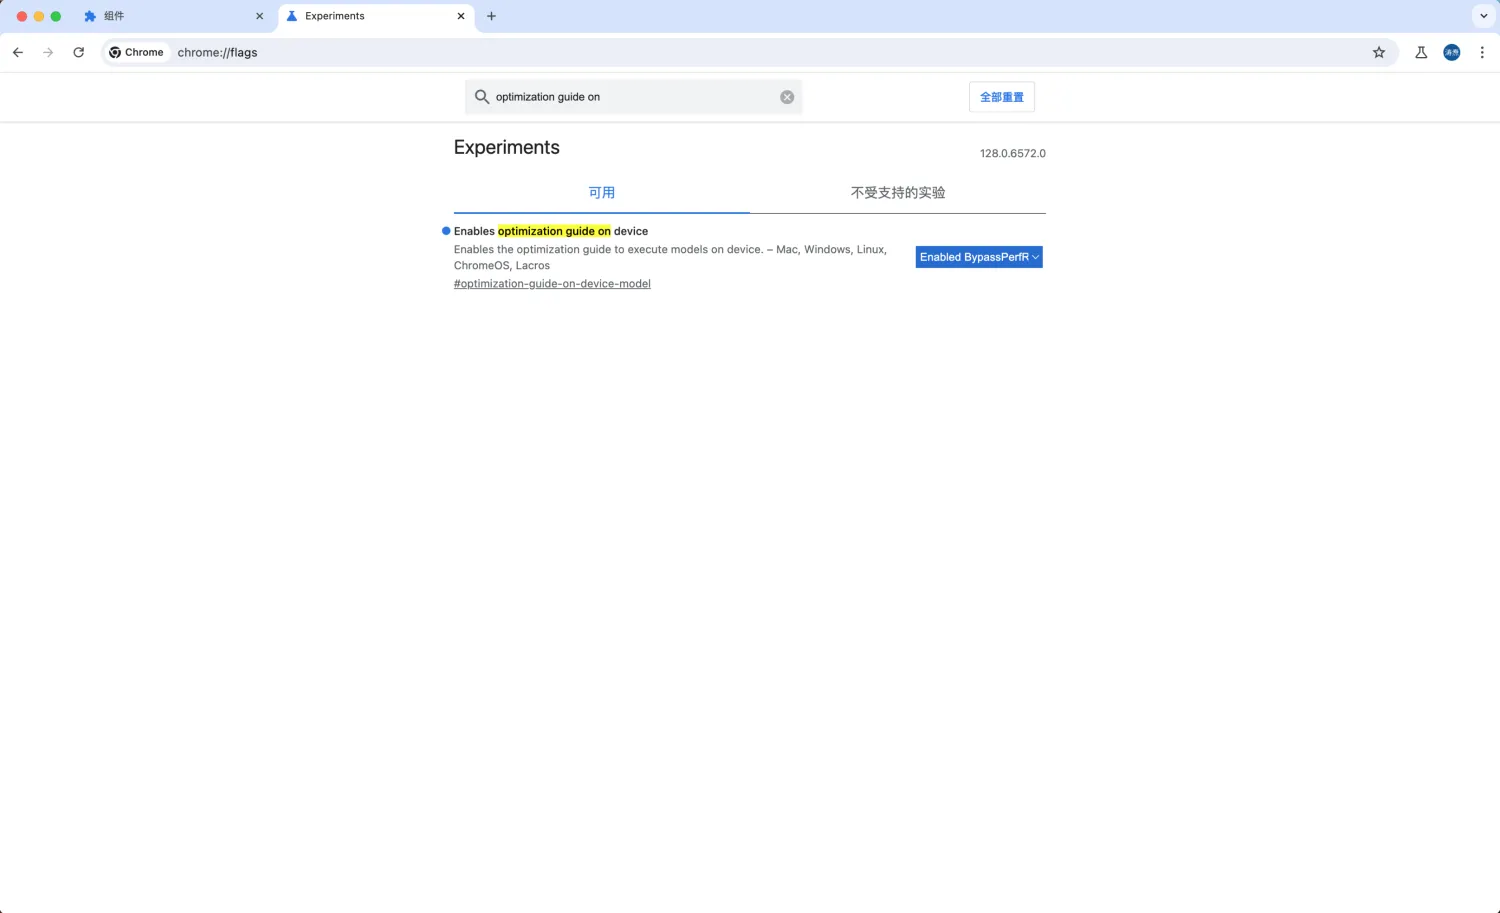 组件
Experiments
Chrome
chrome://flags
optimization guide on
全部重置
Experiments
128.0.6572.0
可用
不受支持的实验
Enables optimization guide on device
Enables the optimization guide to execute models on device. – Mac, Windows, Linux,
ChromeOS, Lacros
#optimization-guide-on-device-model
Enabled BypassPerfR